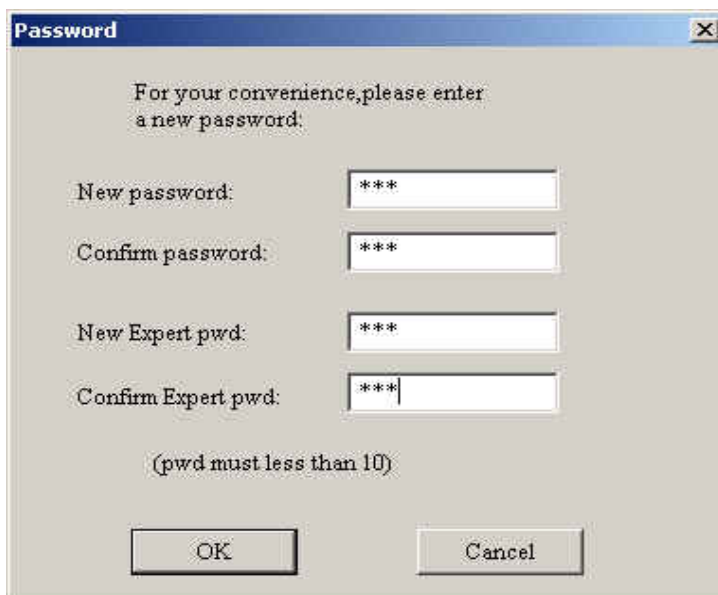 Password
For your convenience,please enter
a new password:
New password: ***
Confirm password: ***
New Expert pwd: ***
Confirm Expert pwd: ***
(pwd must less than 10)
OK Cancel